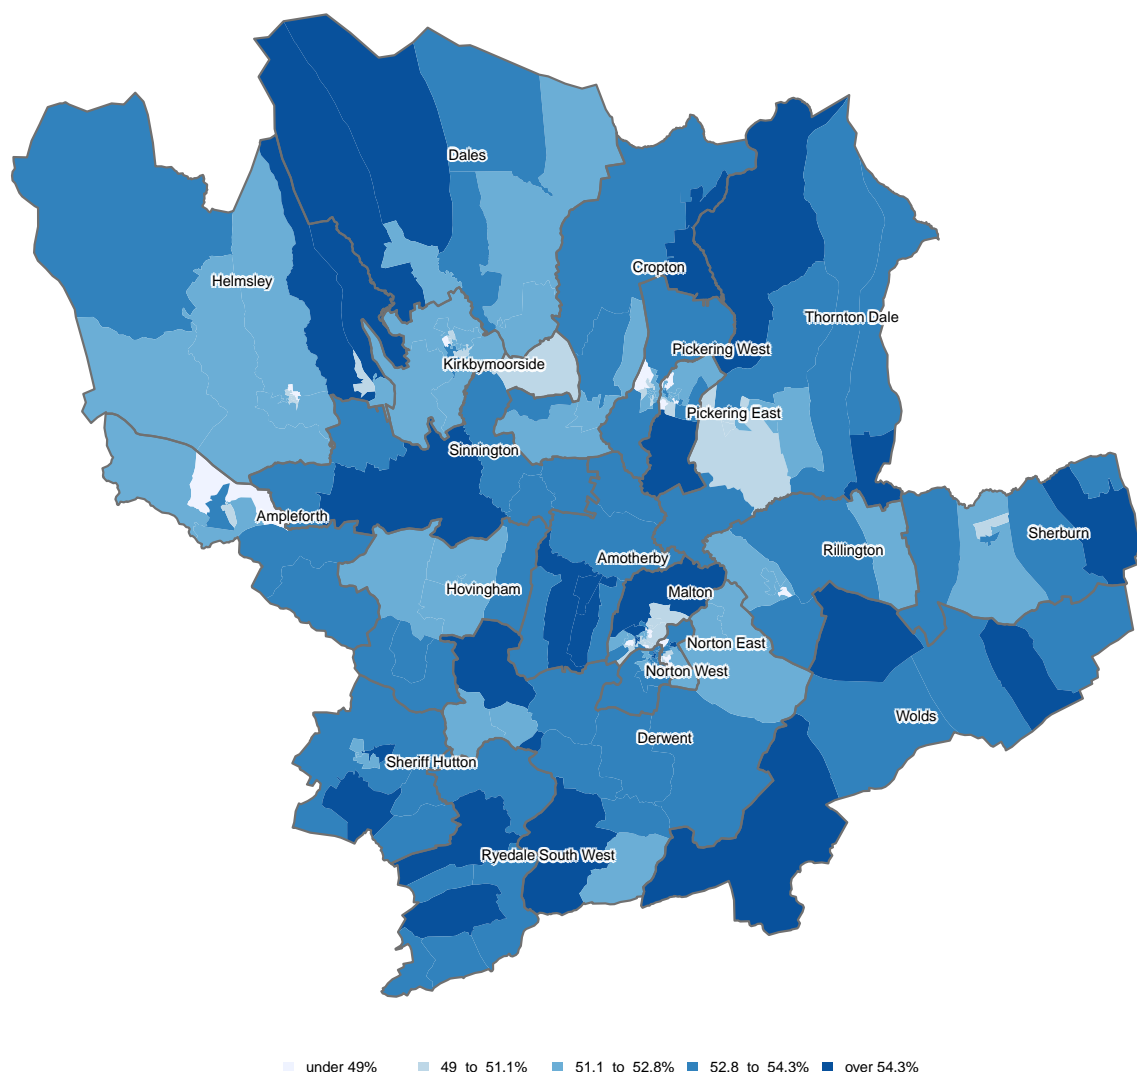 Dales
Cropton
Helmsley
Thornton Dale
Pickering West
Kirkbymoorside
Pickering East
Sinnington
Ampleforth
Sherburn
Rillington
Amotherby
Hovingham
Malton
Norton East
Norton West
Wolds
Derwent
Sheriff Hutton
Ryedale South West
under 49% 49 to 51.1% 51.1 to 52.8% 52.8 to 54.3% over 54.3%